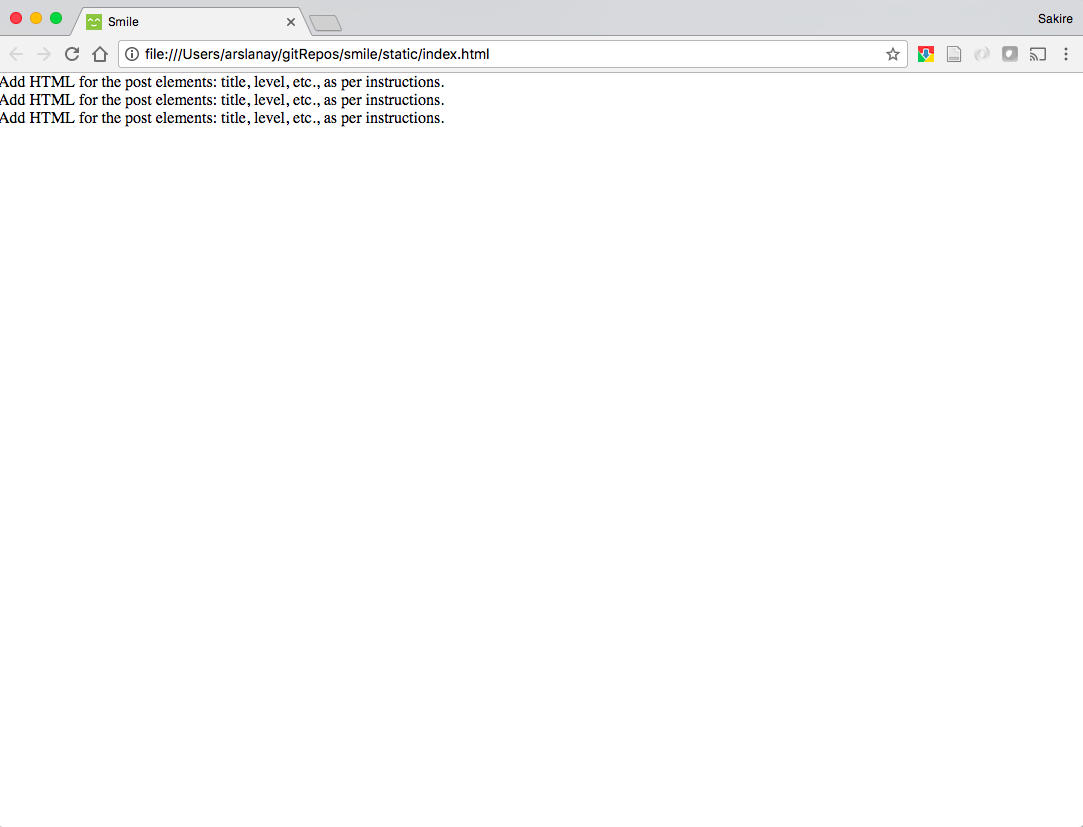 Smile
Sakire
file:///Users/arslanay/gitRepos/smile/static/index.html
Add HTML for the post elements: title, level, etc., as per instructions.
Add HTML for the post elements: title, level, etc., as per instructions.
Add HTML for the post elements: title, level, etc., as per instructions.